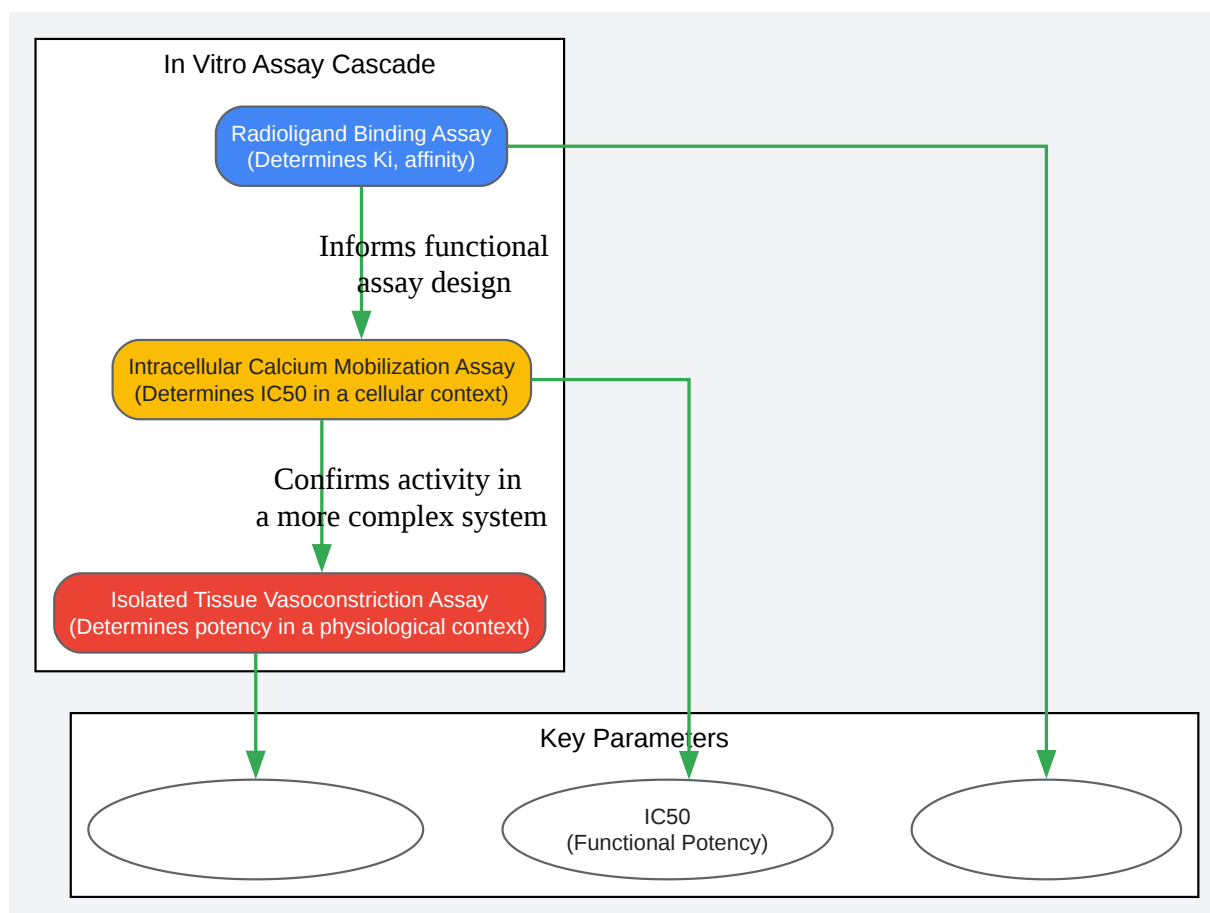 In Vitro Assay Cascade
Radioligand Binding Assay
(Determines Ki, affinity)
Informs functional
assay design
Intracellular Calcium Mobilization Assay
(Determines IC50 in a cellular context)
Confirms activity in
a more complex system
Isolated Tissue Vasoconstriction Assay
(Determines potency in a physiological context)
Key Parameters
IC50
(Functional Potency)